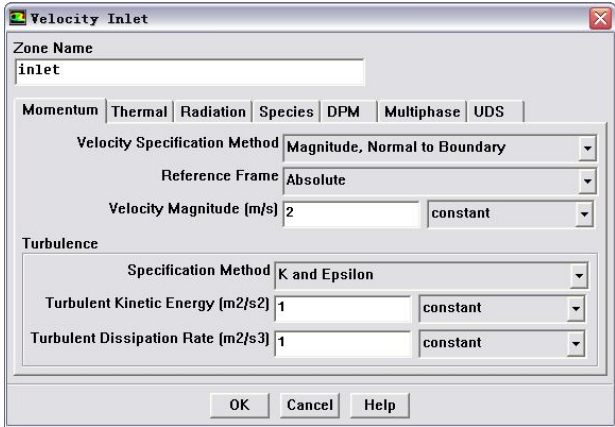 Velocity Inlet
Zone Name
inlet
Momentum Thermal Radiation Species DPM Multiphase UDS
Velocity Specification Method Magnitude, Normal to Boundary
Reference Frame Absolute
Velocity Magnitude (m/s) 2 constant
Turbulence
Specification Method K and Epsilon
Turbulent Kinetic Energy (m2/s2) 1 constant
Turbulent Dissipation Rate (m2/s3) 1 constant
OK Cancel Help